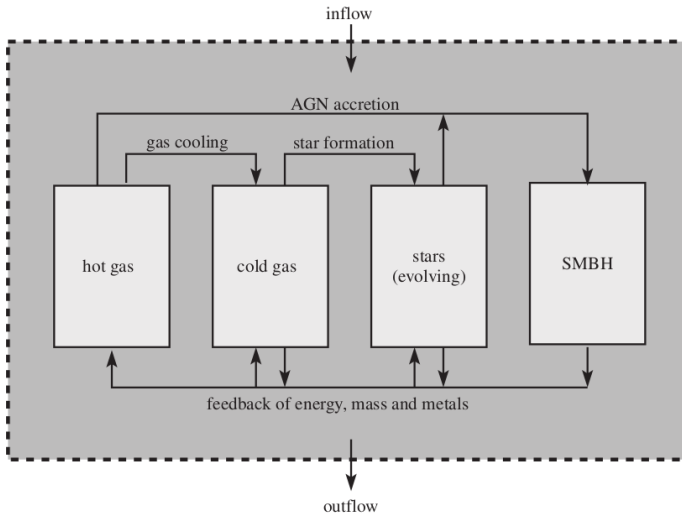 inflow
AGN accretion
gas cooling
star formation
hot gas
cold gas
stars
(evolving)
SMBH
feedback of energy, mass and metals
outflow